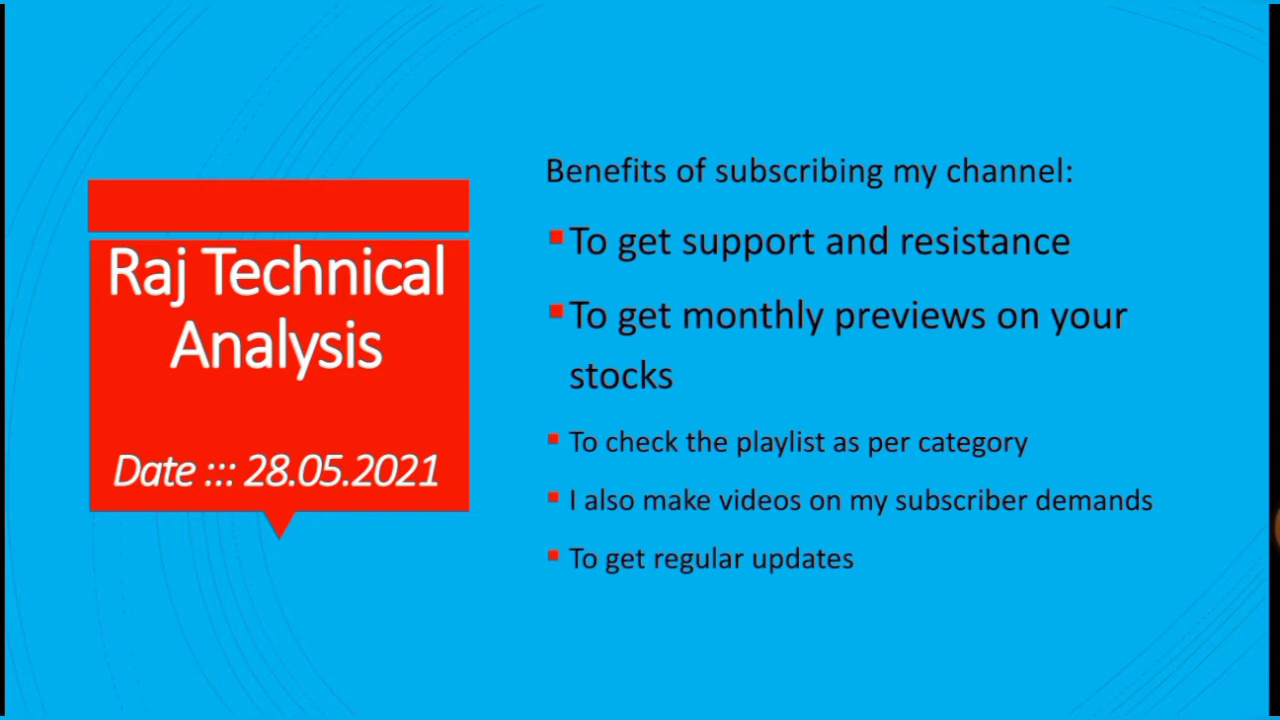 Raj Technical
Analysis
Date ::: 28.05.2021
Benefits of subscribing my channel:
To get support and resistance
To get monthly previews on your
stocks
To check the playlist as per category
I also make videos on my subscriber demands
To get regular updates